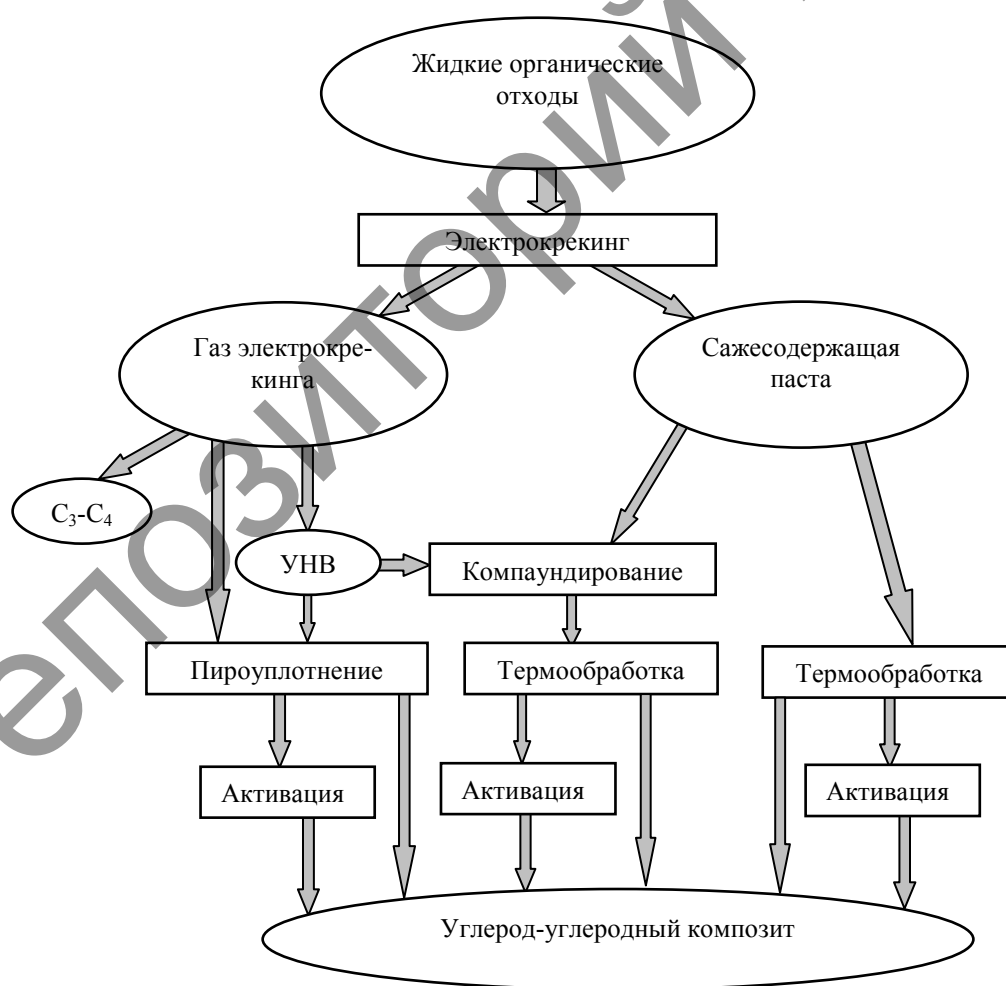 Жидкие органические
отходы
Электрокрекинг
Газ электрокре-
кинга
Сажесодержащая
паста
C₃-C₄
УНВ
Компаундирование
Пироуплотнение
Термообработка
Термообработка
Активация
Активация
Активация
Углерод-углеродный композит
епозиторий